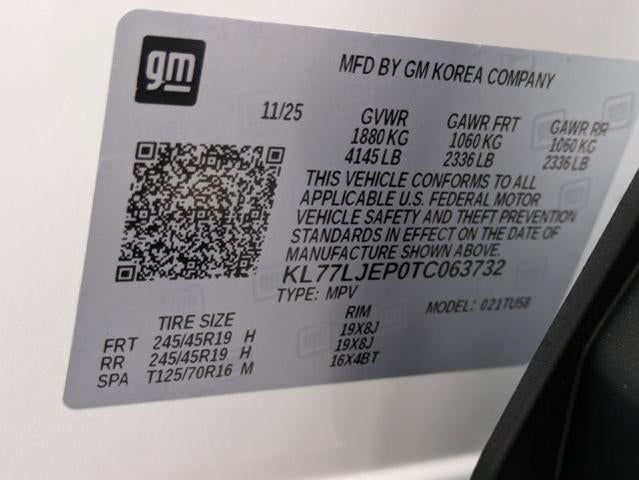 gm
MFD BY GM KOREA COMPANY
11/25 GVWR GAWR FRT GAWR RR
1880 KG 1060 KG 1060 KG
4145 LB 2336 LB 2336 LB
THIS VEHICLE CONFORMS TO ALL
APPLICABLE U.S. FEDERAL MOTOR
VEHICLE SAFETY AND THEFT PREVENTION
STANDARDS IN EFFECT ON THE DATE OF
MANUFACTURE SHOWN ABOVE.
KL77LJEP0TC063732
TYPE: MPV MODEL: 021TU58
TIRE SIZE RIM
FRT 245/45R19 H 19X8J
RR 245/45R19 H 19X8J
SPA T125/70R16 M 16X4BT